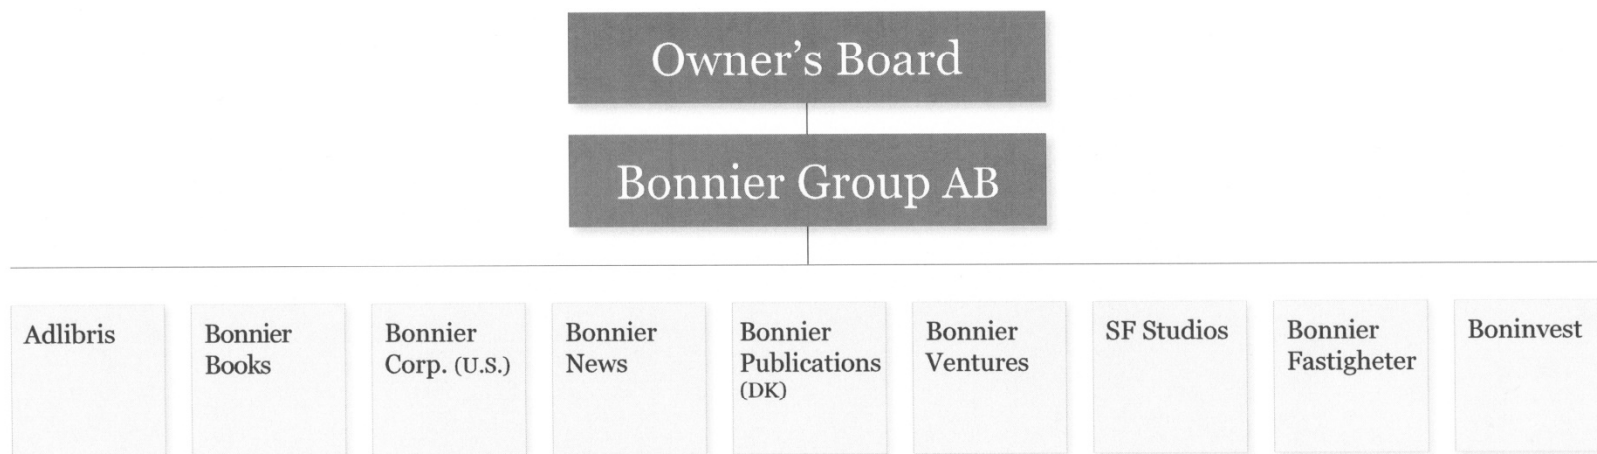 Owner's Board
Bonnier Group AB
Adlibris
Bonnier
Books
Bonnier
Corp. (U.S.)
Bonnier
News
Bonnier
Publications
(DK)
Bonnier
Ventures
SF Studios
Bonnier
Fastigheter
Boninvest